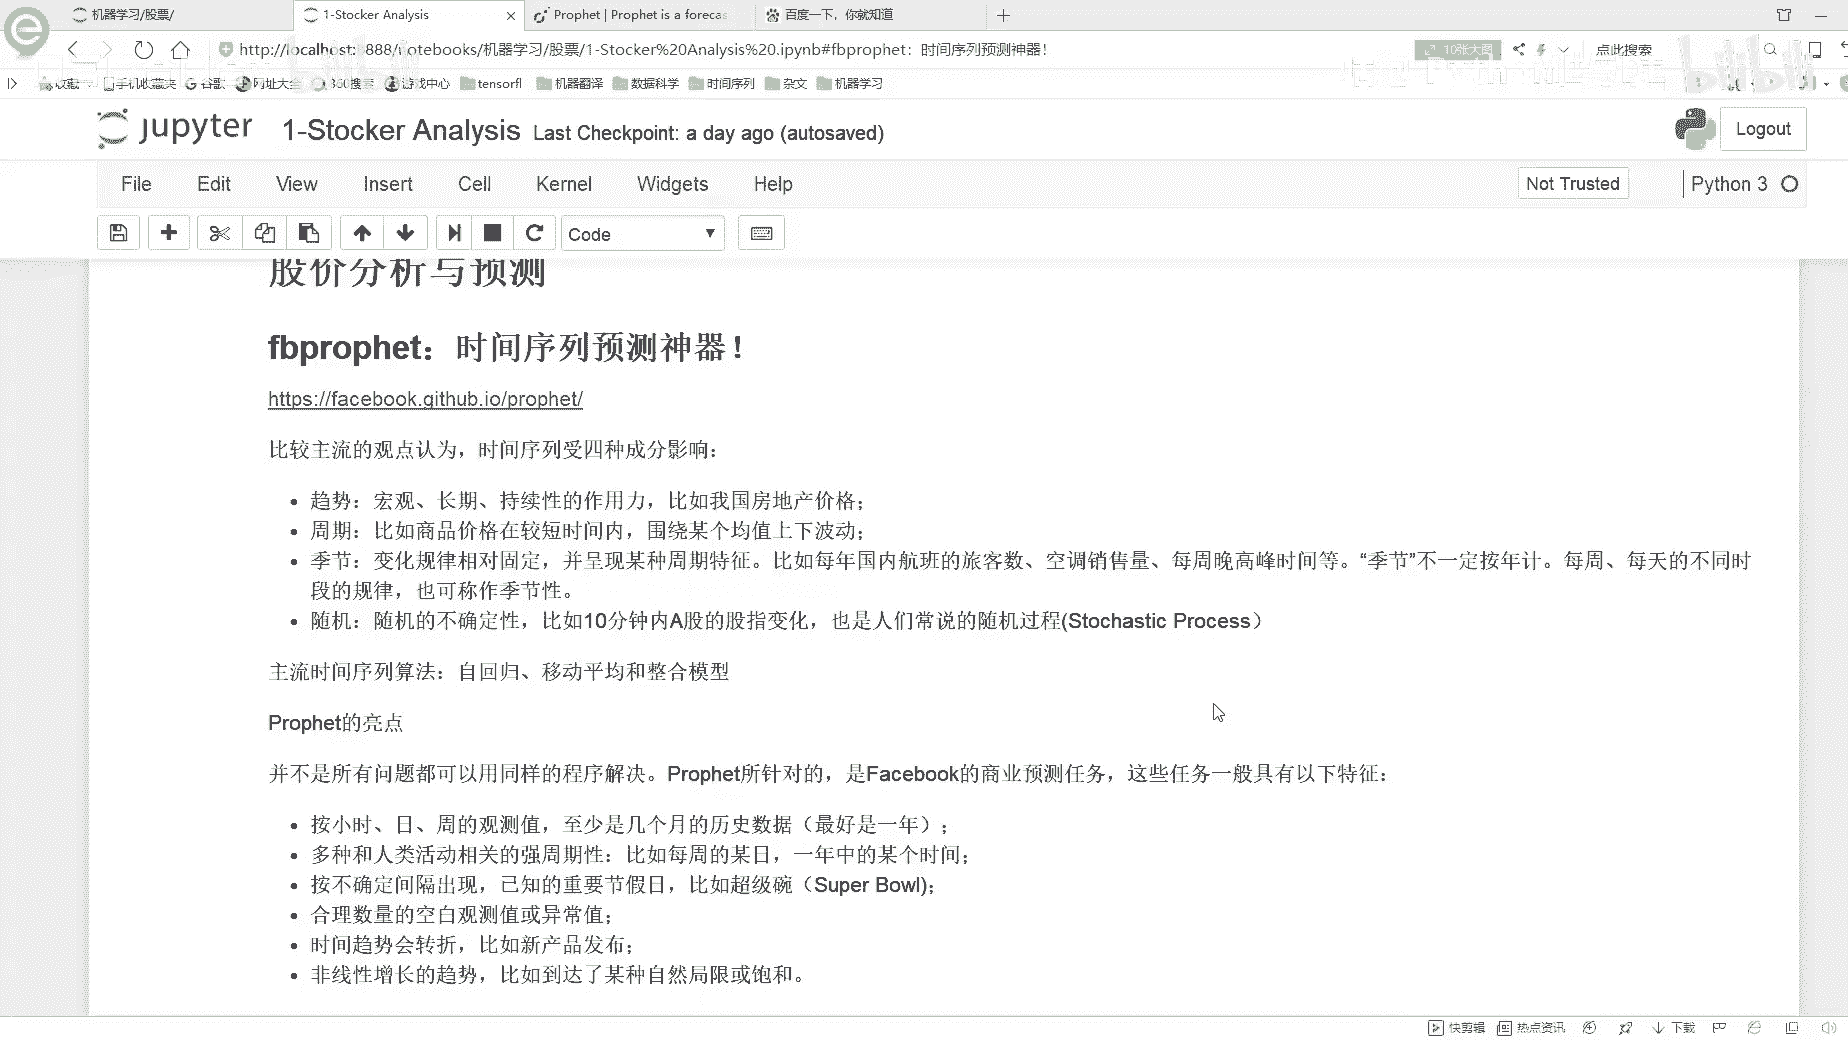 机器学习/股票/
1-Stocker Analysis
Prophet | Prophet is a forecas
百度一下，你就知道
http://localhost:8888/notebooks/机器学习/股票/1-Stocker%20Analysis%20.ipynb#fbprophet：时间序列预测神器！
10张大图
点此搜索
收藏 手机收藏夹 谷歌 网址大全 360搜索 游戏中心 tensorfl 机器翻译 数据科学 时间序列 杂文 机器学习
jupyter 1-Stocker Analysis Last Checkpoint: a day ago (autosaved)
Logout
File Edit View Insert Cell Kernel Widgets Help
Not Trusted
Python 3
Code
股价分析与预测
fbprophet：时间序列预测神器！
https://facebook.github.io/prophet/
比较主流的观点认为，时间序列受四种成分影响：
• 趋势：宏观、长期、持续性的作用力，比如我国房地产价格；
• 周期：比如商品价格在较短时间内，围绕某个均值上下波动；
• 季节：变化规律相对固定，并呈现某种周期特征。比如每年国内航班的旅客数、空调销售量、每周晚高峰时间等。“季节”不一定按年计。每周、每天的不同时
段的规律，也可称作季节性。
• 随机：随机的不确定性，比如10分钟内A股的股指变化，也是人们常说的随机过程(Stochastic Process）
主流时间序列算法：自回归、移动平均和整合模型
Prophet的亮点
并不是所有问题都可以用同样的程序解决。Prophet所针对的，是Facebook的商业预测任务，这些任务一般具有以下特征：
• 按小时、日、周的观测值，至少是几个月的历史数据（最好是一年）；
• 多种和人类活动相关的强周期性：比如每周的某日，一年中的某个时间；
• 按不确定间隔出现，已知的重要节假日，比如超级碗（Super Bowl)；
• 合理数量的空白观测值或异常值；
• 时间趋势会转折，比如新产品发布；
• 非线性增长的趋势，比如到达了某种自然局限或饱和。
快剪辑 热点资讯 下载